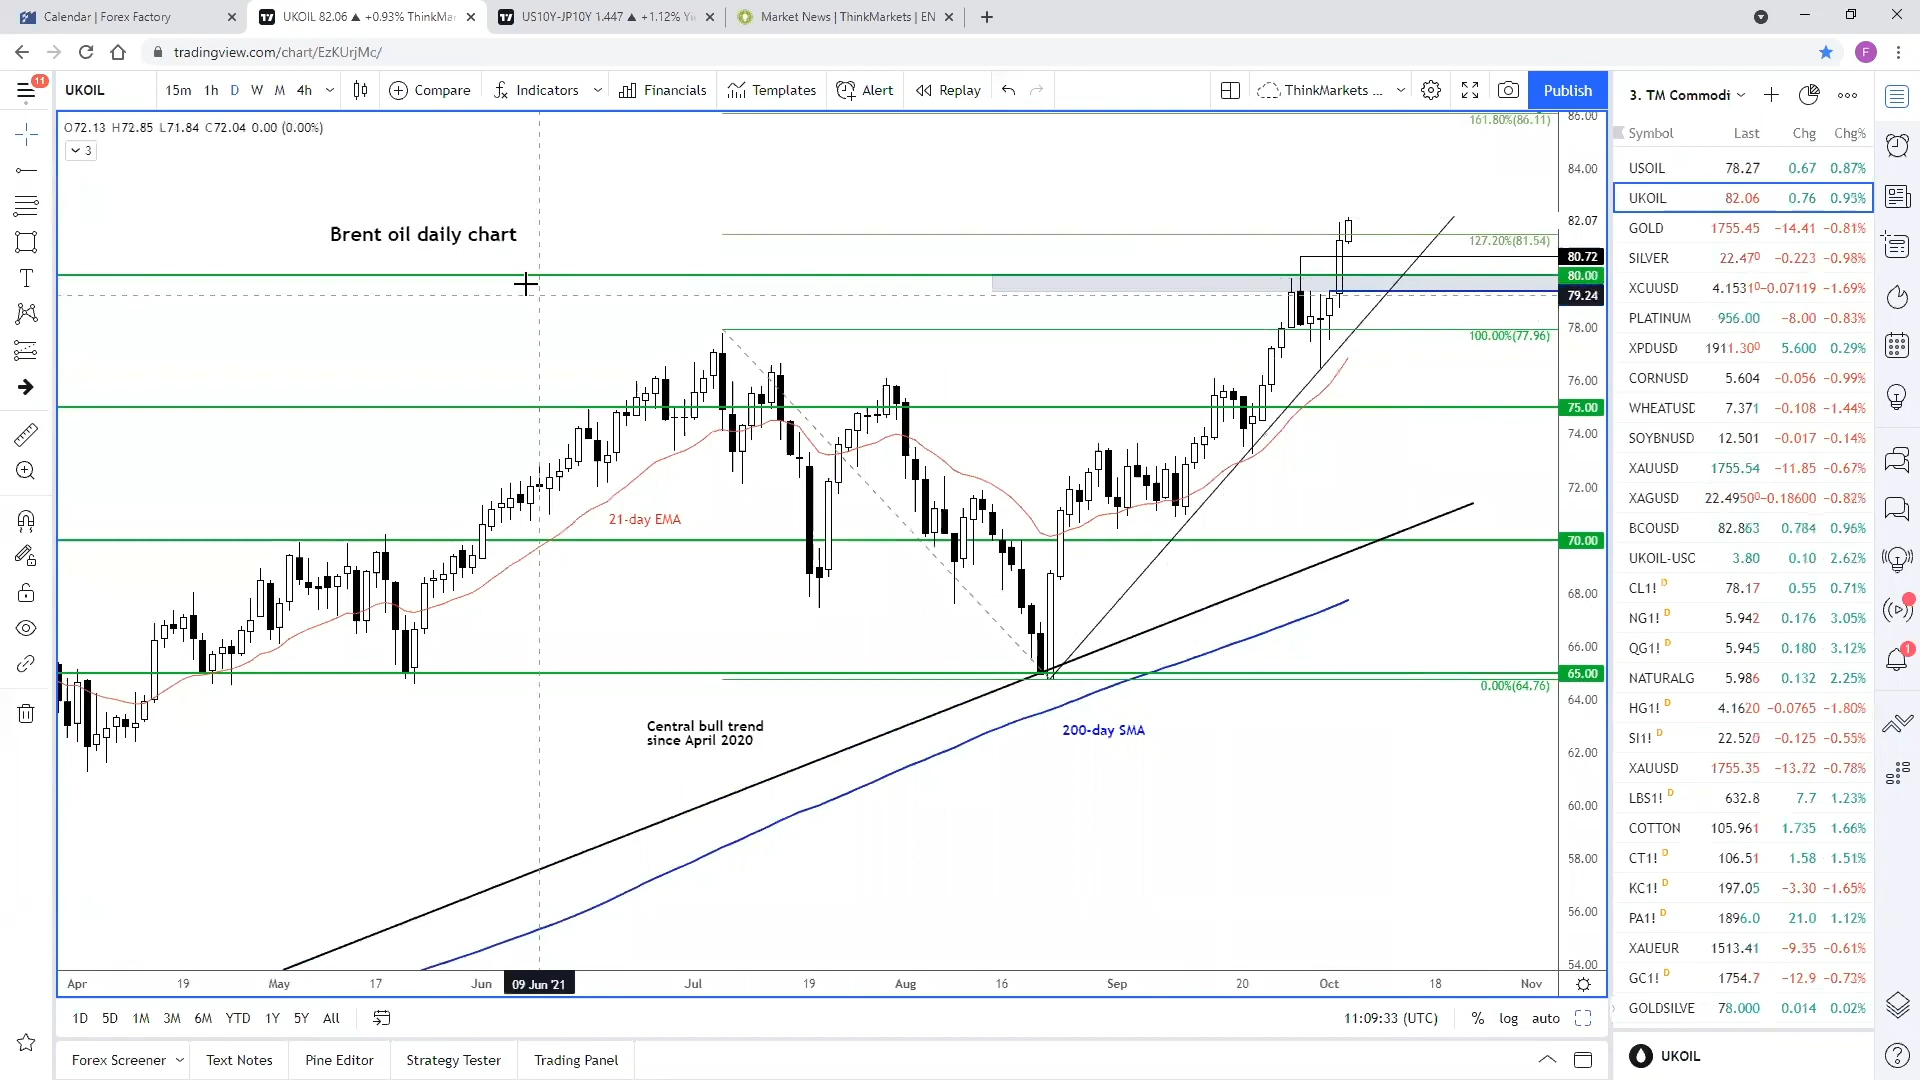 Calendar | Forex Factory
UKOIL 82.06 ▲ +0.93% ThinkMar
US10Y-JP10Y 1.447 ▲ +1.12% Yi
Market News | ThinkMarkets | EN
tradingview.com/chart/EzKUrjMc/
F
11
UKOIL 15m 1h D W M 4h Compare Indicators Financials Templates Alert Replay ThinkMarkets ... Publish
3. TM Commodi
O72.13 H72.85 L71.84 C72.04 0.00 (0.00%)
3
Symbol Last Chg Chg%
USOIL 78.27 0.67 0.87%
UKOIL 82.06 0.76 0.93%
GOLD 1755.45 −14.41 −0.81%
SILVER 22.470 −0.223 −0.98%
XCUUSD 4.15310 −0.07119 −1.69%
PLATINUM 956.00 −8.00 −0.83%
XPDUSD 1911.300 5.600 0.29%
CORNUSD 5.604 −0.056 −0.99%
WHEATUSD 7.371 −0.108 −1.44%
SOYBNUSD 12.501 −0.017 −0.14%
XAUUSD 1755.54 −11.85 −0.67%
XAGUSD 22.49500 −0.18600 −0.82%
BCOUSD 82.863 0.784 0.96%
UKOIL-USC 3.80 0.10 2.62%
CL1! D 78.17 0.55 0.71%
NG1! D 5.942 0.176 3.05%
QG1! D 5.945 0.180 3.12%
NATURALG 5.986 0.132 2.25%
HG1! D 4.1620 −0.0765 −1.80%
SI1! D 22.520 −0.125 −0.55%
XAUUSD 1755.35 −13.72 −0.78%
LBS1! D 632.8 7.7 1.23%
COTTON 105.961 1.735 1.66%
CT1! D 106.51 1.58 1.51%
KC1! D 197.05 −3.30 −1.65%
PA1! D 1896.0 21.0 1.12%
XAUEUR 1513.41 −9.35 −0.61%
GC1! D 1754.7 −12.9 −0.73%
GOLDSILVE 78.000 0.014 0.02%
UKOIL
1
Brent oil daily chart
21-day EMA
Central bull trend
since April 2020
200-day SMA
161.80%(86.11)
127.20%(81.54)
100.00%(77.96)
0.00%(64.76)
86.00
84.00
82.07
80.72
80.00
79.24
78.00
76.00
75.00
74.00
72.00
70.00
68.00
66.00
65.00
64.00
62.00
60.00
58.00
56.00
54.00
Apr 19 May 17 Jun 09 Jun '21 Jul 19 Aug 16 Sep 20 Oct 18 Nov
1D 5D 1M 3M 6M YTD 1Y 5Y All
11:09:33 (UTC) % log auto
Forex Screener Text Notes Pine Editor Strategy Tester Trading Panel